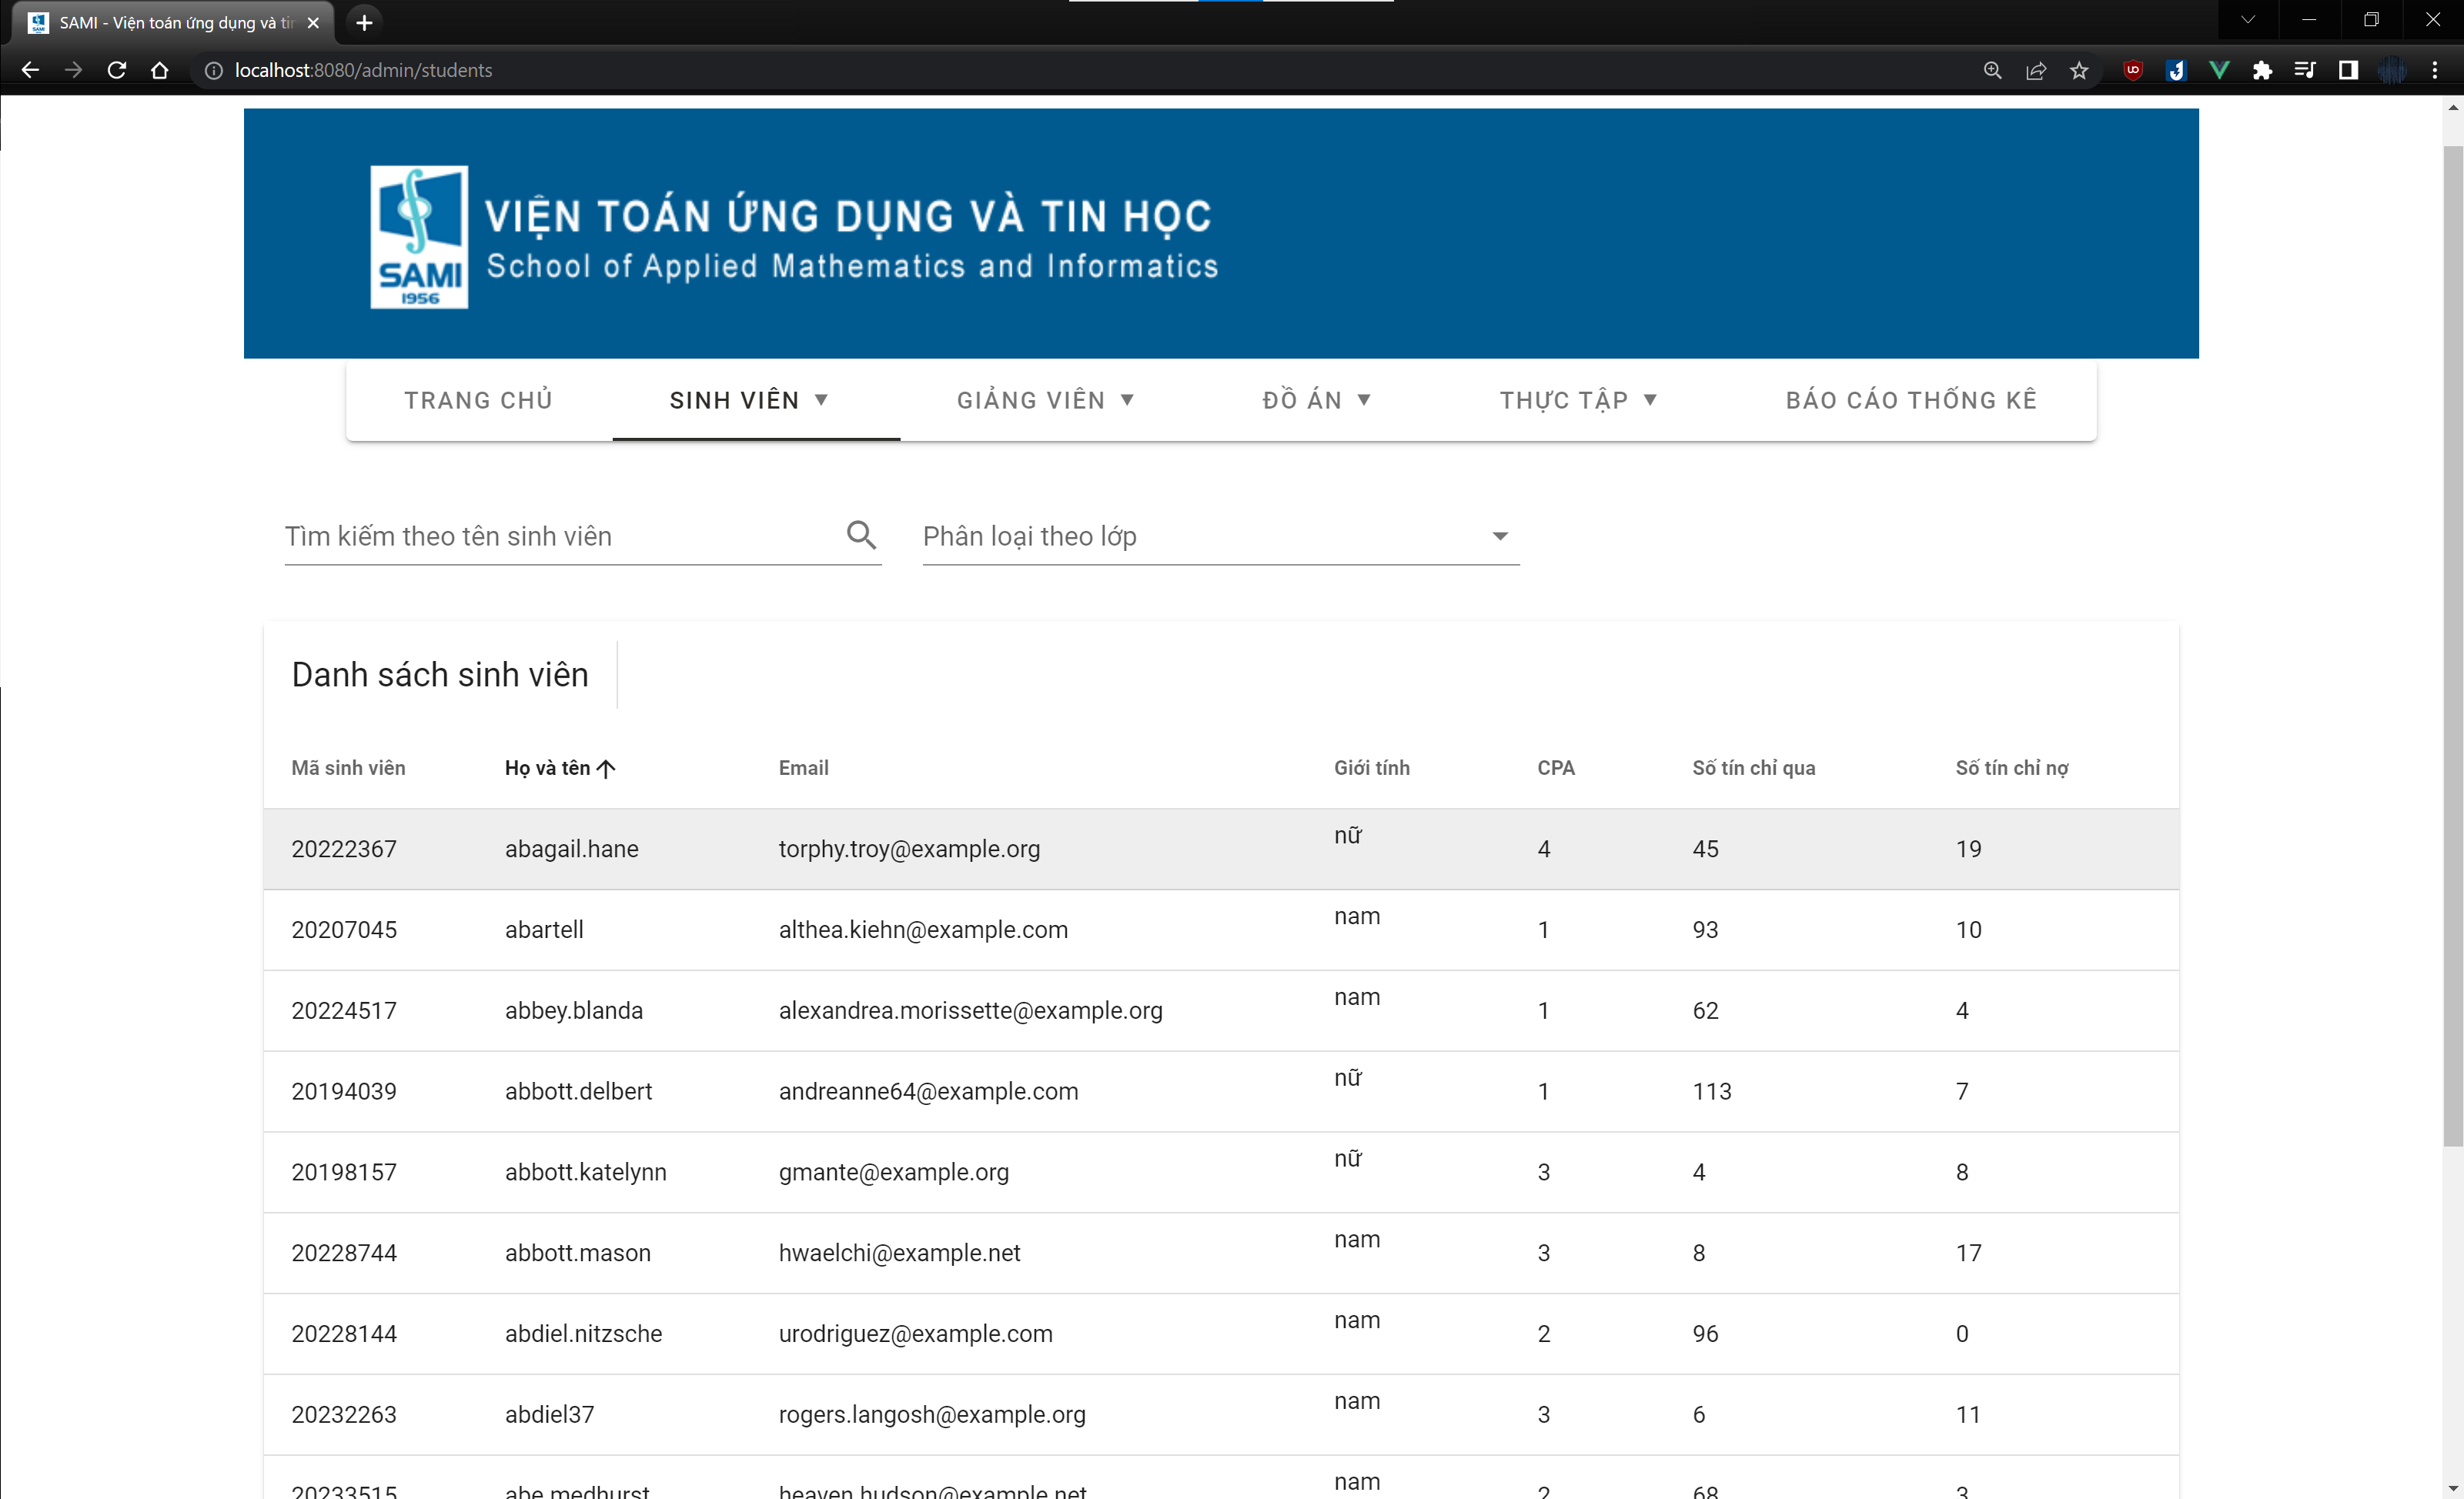 SAMI - Viện toán ứng dụng và tin
localhost:8080/admin/students
SAMI
1956
VIỆN TOÁN ỨNG DỤNG VÀ TIN HỌC
School of Applied Mathematics and Informatics
TRANG CHỦ SINH VIÊN ▼ GIẢNG VIÊN ▼ ĐỒ ÁN ▼ THỰC TẬP ▼ BÁO CÁO THỐNG KÊ
Tìm kiếm theo tên sinh viên Phân loại theo lớp
Danh sách sinh viên
Mã sinh viên Họ và tên Email Giới tính CPA Số tín chỉ qua Số tín chỉ nợ
20222367 abagail.hane torphy.troy@example.org nữ 4 45 19
20207045 abartell althea.kiehn@example.com nam 1 93 10
20224517 abbey.blanda alexandrea.morissette@example.org nam 1 62 4
20194039 abbott.delbert andreanne64@example.com nữ 1 113 7
20198157 abbott.katelynn gmante@example.org nữ 3 4 8
20228744 abbott.mason hwaelchi@example.net nam 3 8 17
20228144 abdiel.nitzsche urodriguez@example.com nam 2 96 0
20232263 abdiel37 rogers.langosh@example.org nam 3 6 11
20233515 abe.medhurst heaven.hudson@example.net nam 2 68 3